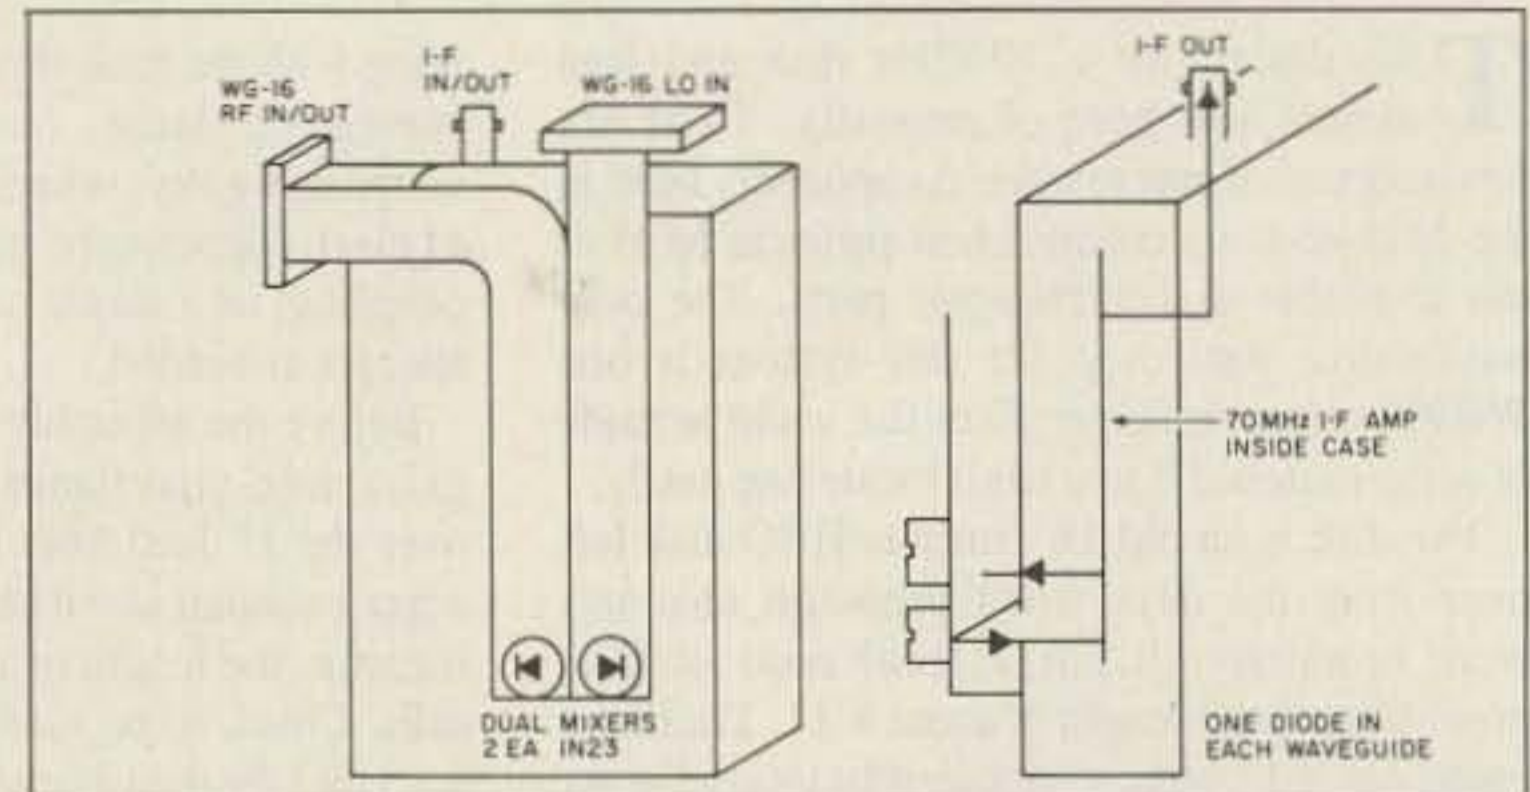 WG-16
RF IN/OUT
I-F
IN/OUT
WG-16 LO IN
DUAL MIXERS
2 EA IN23
I-F OUT
70MHz I-F AMP
INSIDE CASE
ONE DIODE IN
EACH WAVEGUIDE